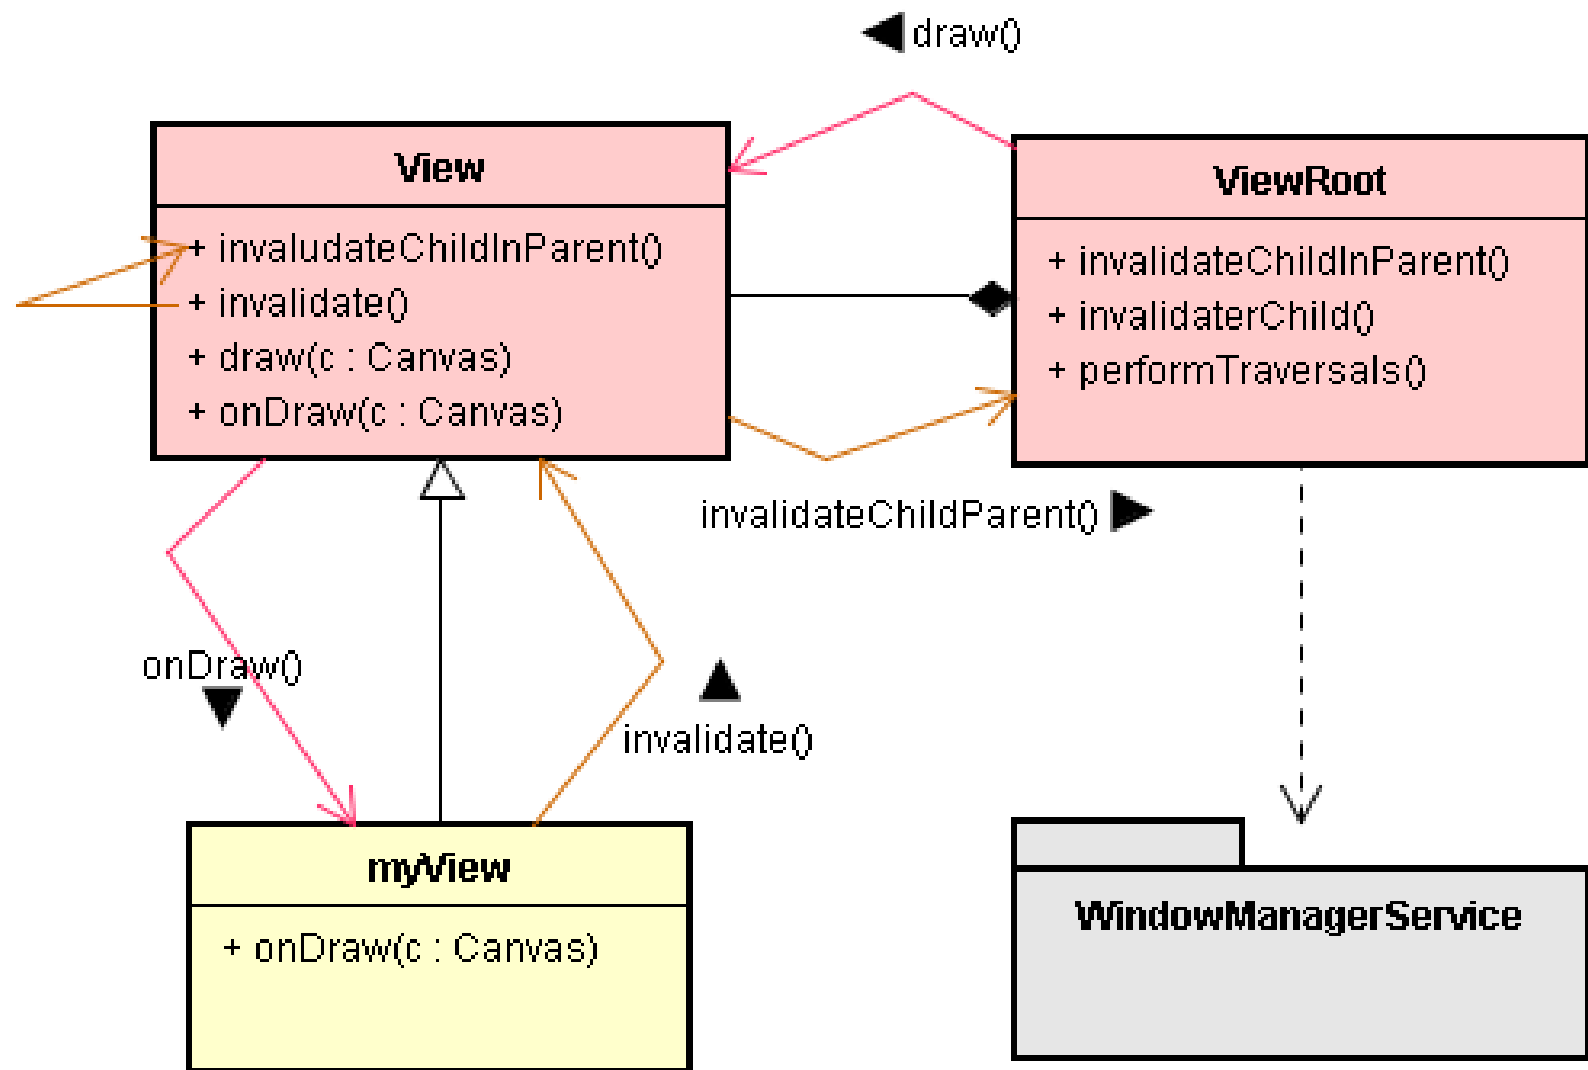 draw()
View
+ invaludateChildInParent()
+ invalidate()
+ draw(c : Canvas)
+ onDraw(c : Canvas)
ViewRoot
+ invalidateChildInParent()
+ invalidaterChild()
+ performTraversals()
invalidateChildParent()
onDraw()
invalidate()
myView
+ onDraw(c : Canvas)
WindowManagerService